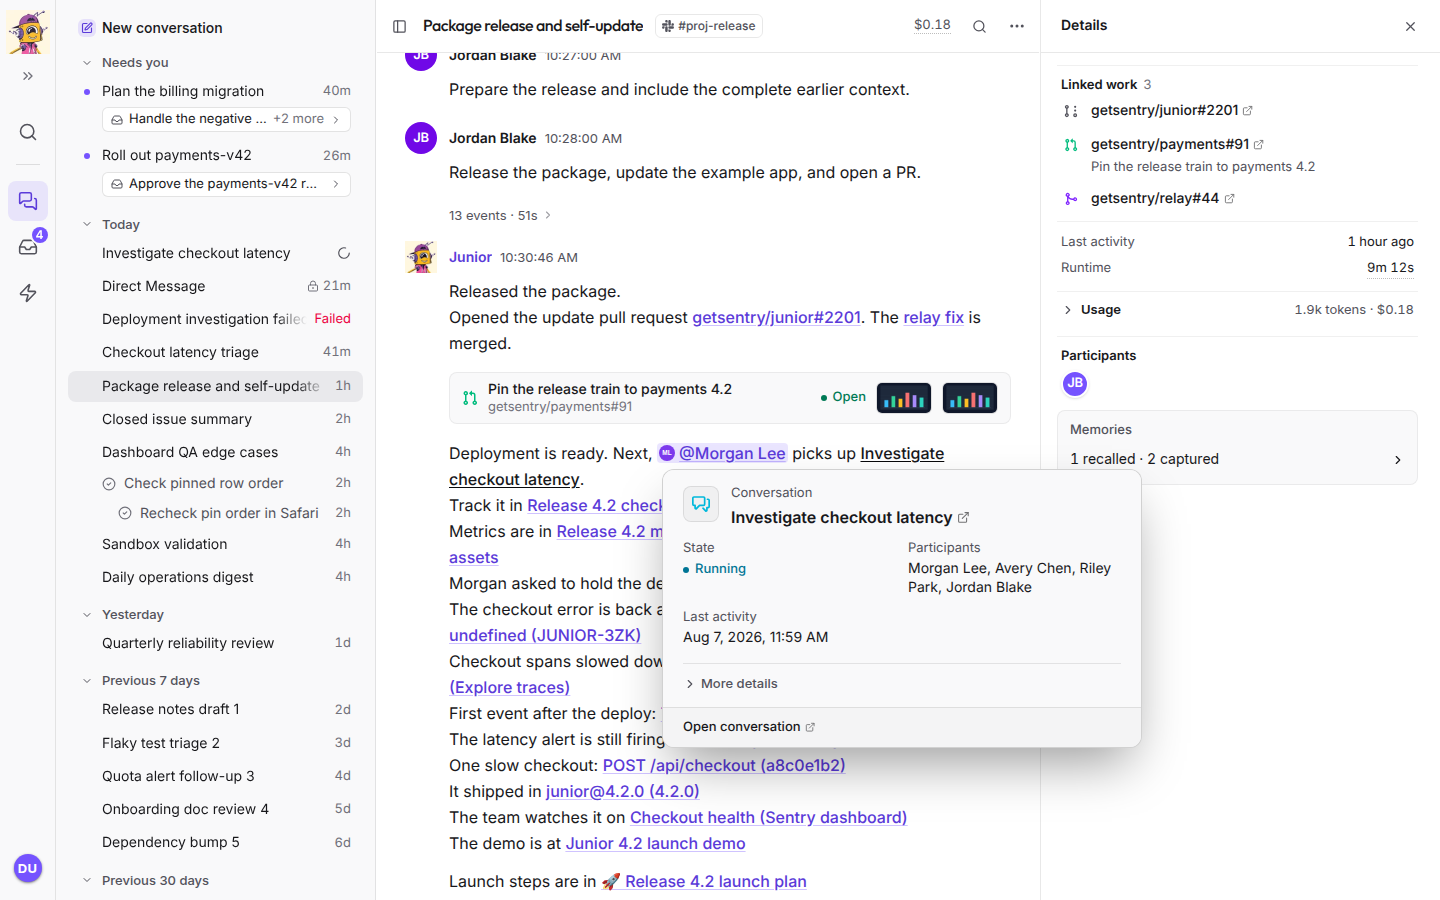 New conversation
Needs you
Plan the billing migration 40m
Handle the negative ... +2 more
Roll out payments-v42 26m
Approve the payments-v42 r...
Today
Investigate checkout latency
Direct Message 21m
Deployment investigation failed Failed
Checkout latency triage 41m
Package release and self-update 1h
Closed issue summary 2h
Dashboard QA edge cases 4h
Check pinned row order 2h
Recheck pin order in Safari 2h
Sandbox validation 4h
Daily operations digest 4h
Yesterday
Quarterly reliability review 1d
Previous 7 days
Release notes draft 1 2d
Flaky test triage 2 3d
Quota alert follow-up 3 4d
Onboarding doc review 4 5d
Dependency bump 5 6d
Previous 30 days
4
DU
Package release and self-update #proj-release $0.18
JB Jordan Blake 10:27:00 AM
Prepare the release and include the complete earlier context.
JB Jordan Blake 10:28:00 AM
Release the package, update the example app, and open a PR.
13 events · 51s
Junior 10:30:46 AM
Released the package.
Opened the update pull request getsentry/junior#2201. The relay fix is
merged.
Pin the release train to payments 4.2
getsentry/payments#91
Open
Deployment is ready. Next, ML @Morgan Lee picks up Investigate
checkout latency.
Track it in Release 4.2 check
Metrics are in Release 4.2 m
assets
Morgan asked to hold the de
The checkout error is back a
undefined (JUNIOR-3ZK)
Checkout spans slowed dow
(Explore traces)
First event after the deploy:
The latency alert is still firing
One slow checkout: POST /api/checkout (a8c0e1b2)
It shipped in junior@4.2.0 (4.2.0)
The team watches it on Checkout health (Sentry dashboard)
The demo is at Junior 4.2 launch demo
Launch steps are in 🚀 Release 4.2 launch plan
Conversation
Investigate checkout latency
State
Running
Participants
Morgan Lee, Avery Chen, Riley
Park, Jordan Blake
Last activity
Aug 7, 2026, 11:59 AM
More details
Open conversation
Details
Linked work 3
getsentry/junior#2201
getsentry/payments#91
Pin the release train to payments 4.2
getsentry/relay#44
Last activity 1 hour ago
Runtime 9m 12s
Usage 1.9k tokens · $0.18
Participants
JB
Memories
1 recalled · 2 captured